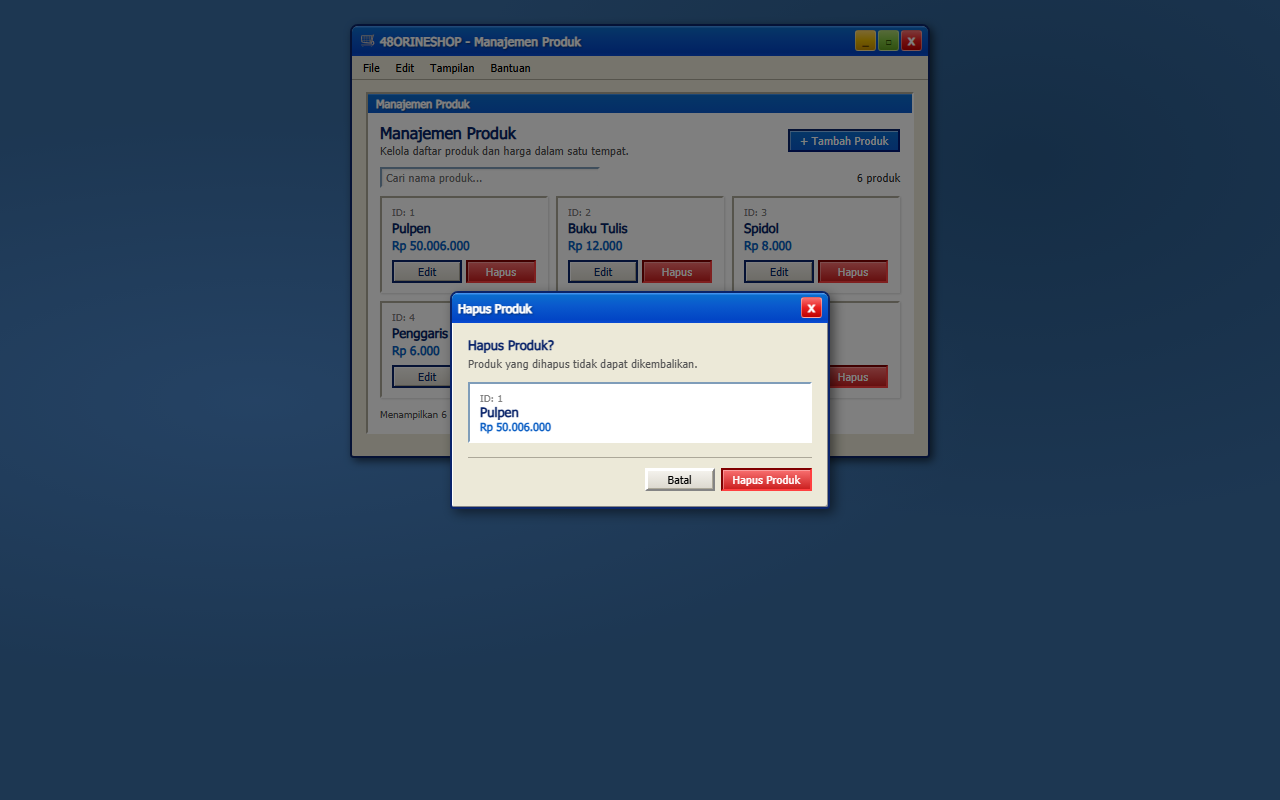 48ORINESHOP - Manajemen Produk
File Edit Tampilan Bantuan
Manajemen Produk
Manajemen Produk
Kelola daftar produk dan harga dalam satu tempat.
+ Tambah Produk
Cari nama produk...
6 produk
ID: 1
Pulpen
Rp 50.006.000
Edit Hapus
ID: 2
Buku Tulis
Rp 12.000
Edit Hapus
ID: 3
Spidol
Rp 8.000
Edit Hapus
ID: 4
Penggaris
Rp 6.000
Edit
Hapus
Menampilkan 6
Hapus Produk
Hapus Produk?
Produk yang dihapus tidak dapat dikembalikan.
ID: 1
Pulpen
Rp 50.006.000
Batal Hapus Produk